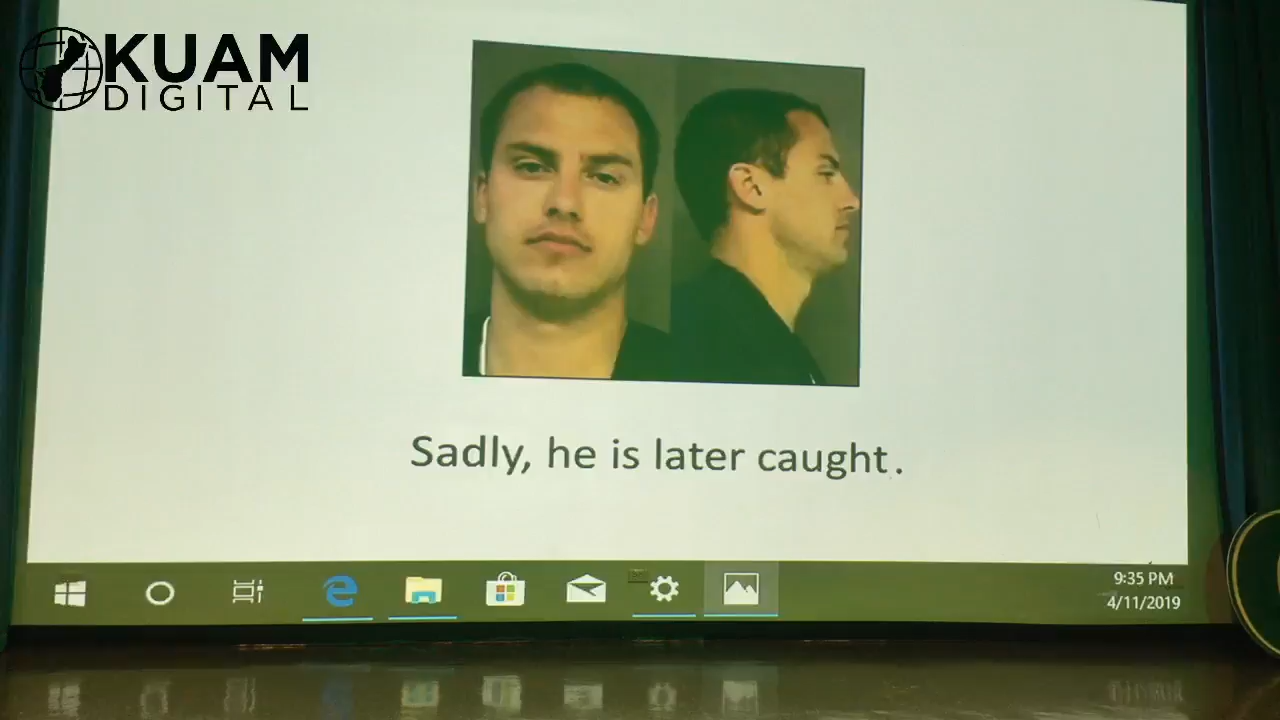 KUAM
DIGITAL
Sadly, he is later caught.
9:35 PM
4/11/2019